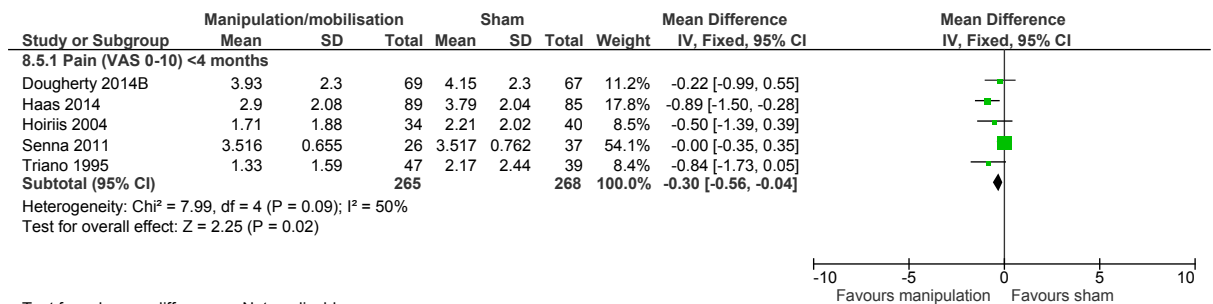 Manipulation/mobilisation Sham Mean Difference Mean Difference
Study or Subgroup Mean SD Total Mean SD Total Weight IV, Fixed, 95% CI IV, Fixed, 95% CI
8.5.1 Pain (VAS 0-10) <4 months
Dougherty 2014B 3.93 2.3 69 4.15 2.3 67 11.2% -0.22 [-0.99, 0.55]
Haas 2014 2.9 2.08 89 3.79 2.04 85 17.8% -0.89 [-1.50, -0.28]
Hoiriis 2004 1.71 1.88 34 2.21 2.02 40 8.5% -0.50 [-1.39, 0.39]
Senna 2011 3.516 0.655 26 3.517 0.762 37 54.1% -0.00 [-0.35, 0.35]
Triano 1995 1.33 1.59 47 2.17 2.44 39 8.4% -0.84 [-1.73, 0.05]
Subtotal (95% CI) 265 268 100.0% -0.30 [-0.56, -0.04]
Heterogeneity: Chi² = 7.99, df = 4 (P = 0.09); I² = 50%
Test for overall effect: Z = 2.25 (P = 0.02)
-10 -5 0 5 10
Favours manipulation Favours sham